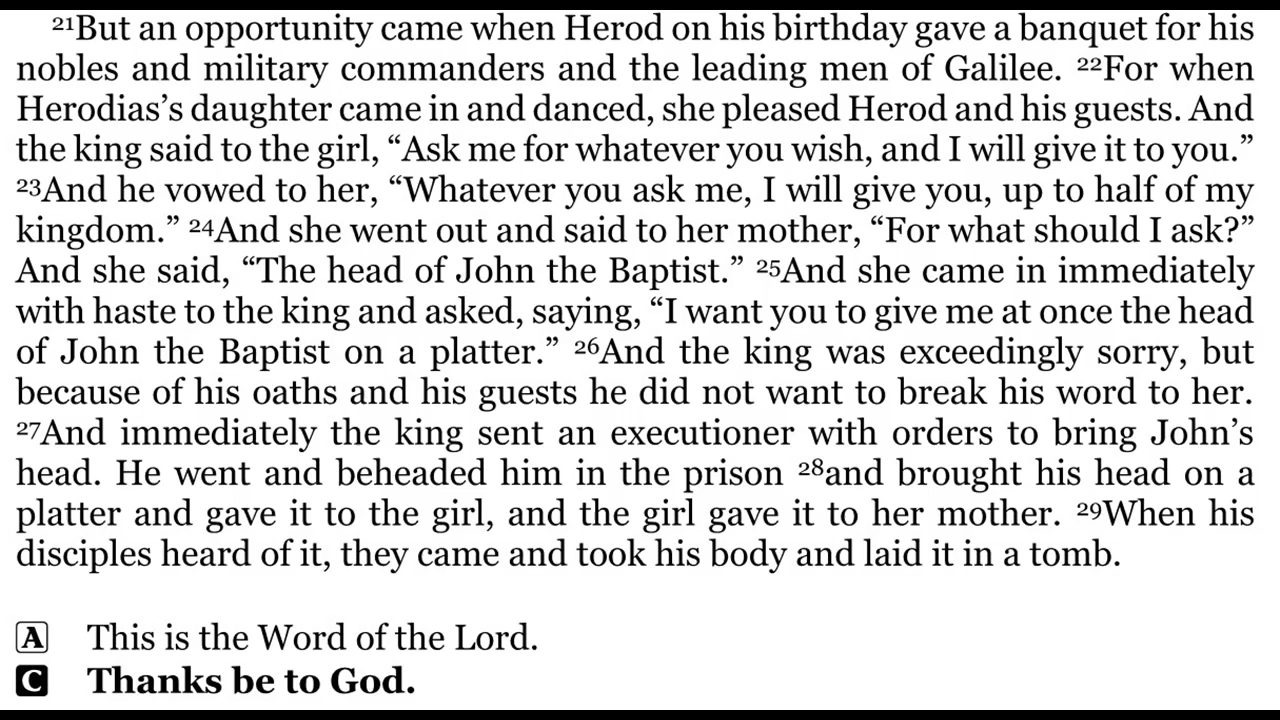 ²¹But an opportunity came when Herod on his birthday gave a banquet for his
nobles and military commanders and the leading men of Galilee. ²²For when
Herodias’s daughter came in and danced, she pleased Herod and his guests. And
the king said to the girl, “Ask me for whatever you wish, and I will give it to you.”
²³And he vowed to her, “Whatever you ask me, I will give you, up to half of my
kingdom.” ²⁴And she went out and said to her mother, “For what should I ask?”
And she said, “The head of John the Baptist.” ²⁵And she came in immediately
with haste to the king and asked, saying, “I want you to give me at once the head
of John the Baptist on a platter.” ²⁶And the king was exceedingly sorry, but
because of his oaths and his guests he did not want to break his word to her.
²⁷And immediately the king sent an executioner with orders to bring John’s
head. He went and beheaded him in the prison ²⁸and brought his head on a
platter and gave it to the girl, and the girl gave it to her mother. ²⁹When his
disciples heard of it, they came and took his body and laid it in a tomb.
A This is the Word of the Lord.
C Thanks be to God.